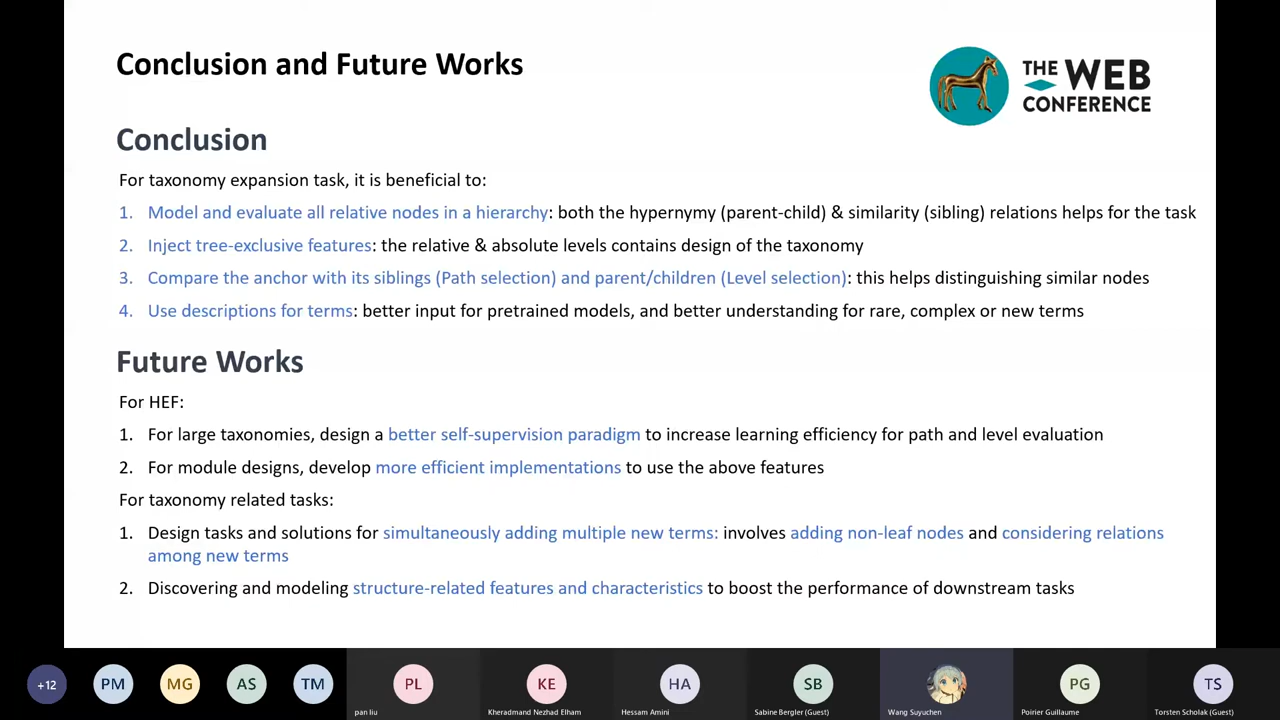 Conclusion and Future Works
THE WEB
CONFERENCE
Conclusion
For taxonomy expansion task, it is beneficial to:
1. Model and evaluate all relative nodes in a hierarchy: both the hypernymy (parent-child) & similarity (sibling) relations helps for the task
2. Inject tree-exclusive features: the relative & absolute levels contains design of the taxonomy
3. Compare the anchor with its siblings (Path selection) and parent/children (Level selection): this helps distinguishing similar nodes
4. Use descriptions for terms: better input for pretrained models, and better understanding for rare, complex or new terms
Future Works
For HEF:
1. For large taxonomies, design a better self-supervision paradigm to increase learning efficiency for path and level evaluation
2. For module designs, develop more efficient implementations to use the above features
For taxonomy related tasks:
1. Design tasks and solutions for simultaneously adding multiple new terms: involves adding non-leaf nodes and considering relations
among new terms
2. Discovering and modeling structure-related features and characteristics to boost the performance of downstream tasks
+12 PM MG AS TM PL KE HA SB PG TS
pan liu Kheradmand Nezhad Elham Hessam Amini Sabine Bergler (Guest) Wang Suyuchen Poirier Guillaume Torsten Scholak (Guest)